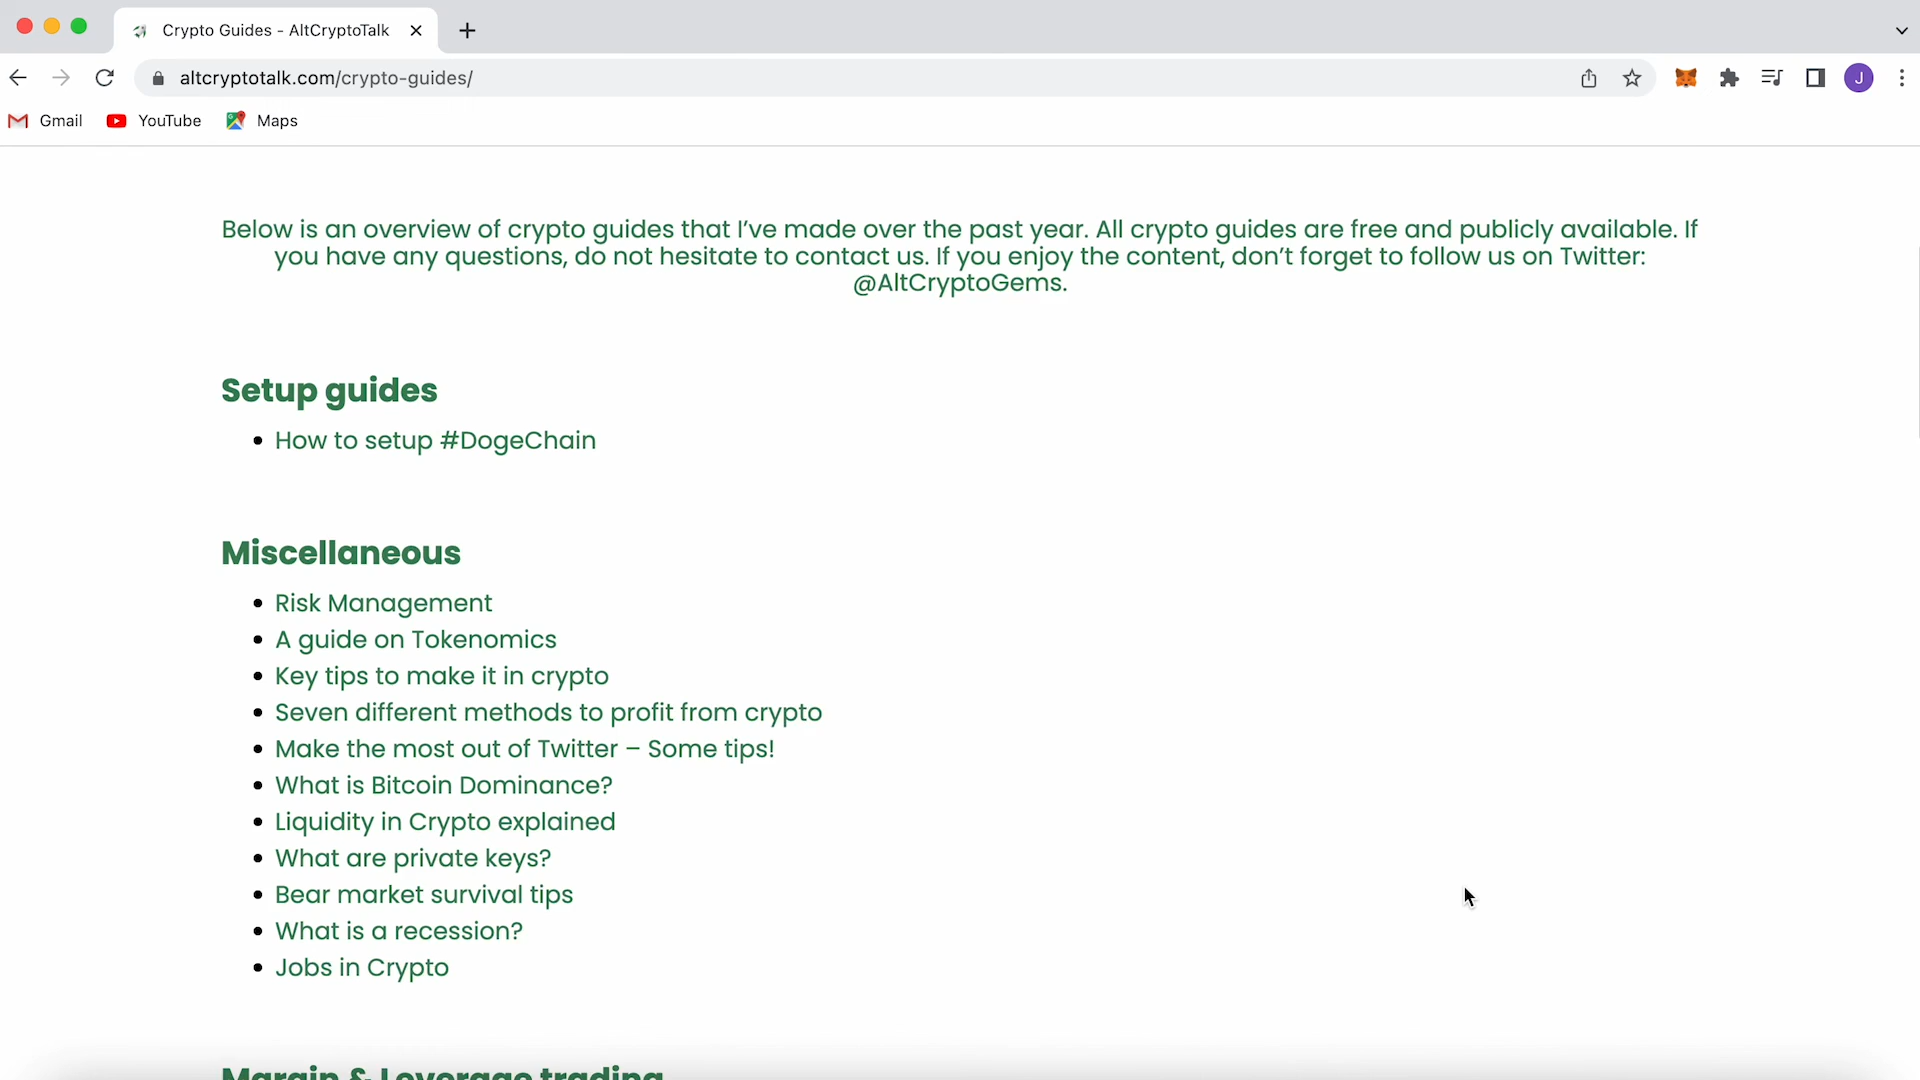 Crypto Guides - AltCryptoTalk
altcryptotalk.com/crypto-guides/
J
Gmail
YouTube
Maps
Below is an overview of crypto guides that I’ve made over the past year. All crypto guides are free and publicly available. If
you have any questions, do not hesitate to contact us. If you enjoy the content, don’t forget to follow us on Twitter:
@AltCryptoGems.
Setup guides
How to setup #DogeChain
Miscellaneous
Risk Management
A guide on Tokenomics
Key tips to make it in crypto
Seven different methods to profit from crypto
Make the most out of Twitter – Some tips!
What is Bitcoin Dominance?
Liquidity in Crypto explained
What are private keys?
Bear market survival tips
What is a recession?
Jobs in Crypto
Margin & Leverage trading